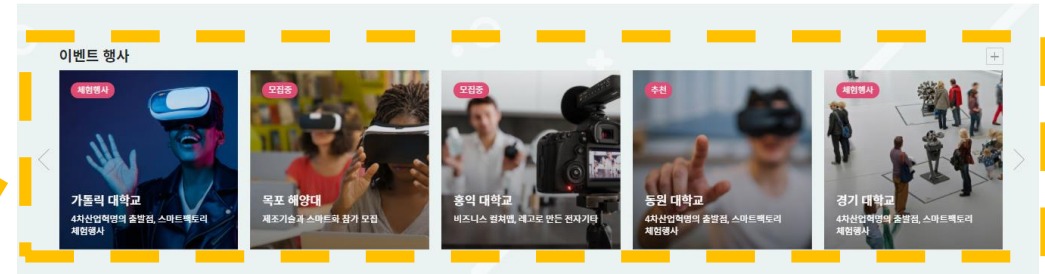 이벤트 행사
체험행사
가톨릭 대학교
4차산업혁명의 출발점, 스마트팩토리
체험행사
모집중
목포 해양대
제조기술과 스마트화 참가 모집
모집중
홍익 대학교
비즈니스 컬쳐맵, 레고로 만든 전자기타
추천
동원 대학교
4차산업혁명의 출발점, 스마트팩토리
체험행사
체험행사
경기 대학교
4차산업혁명의 출발점, 스마트팩토리
체험행사